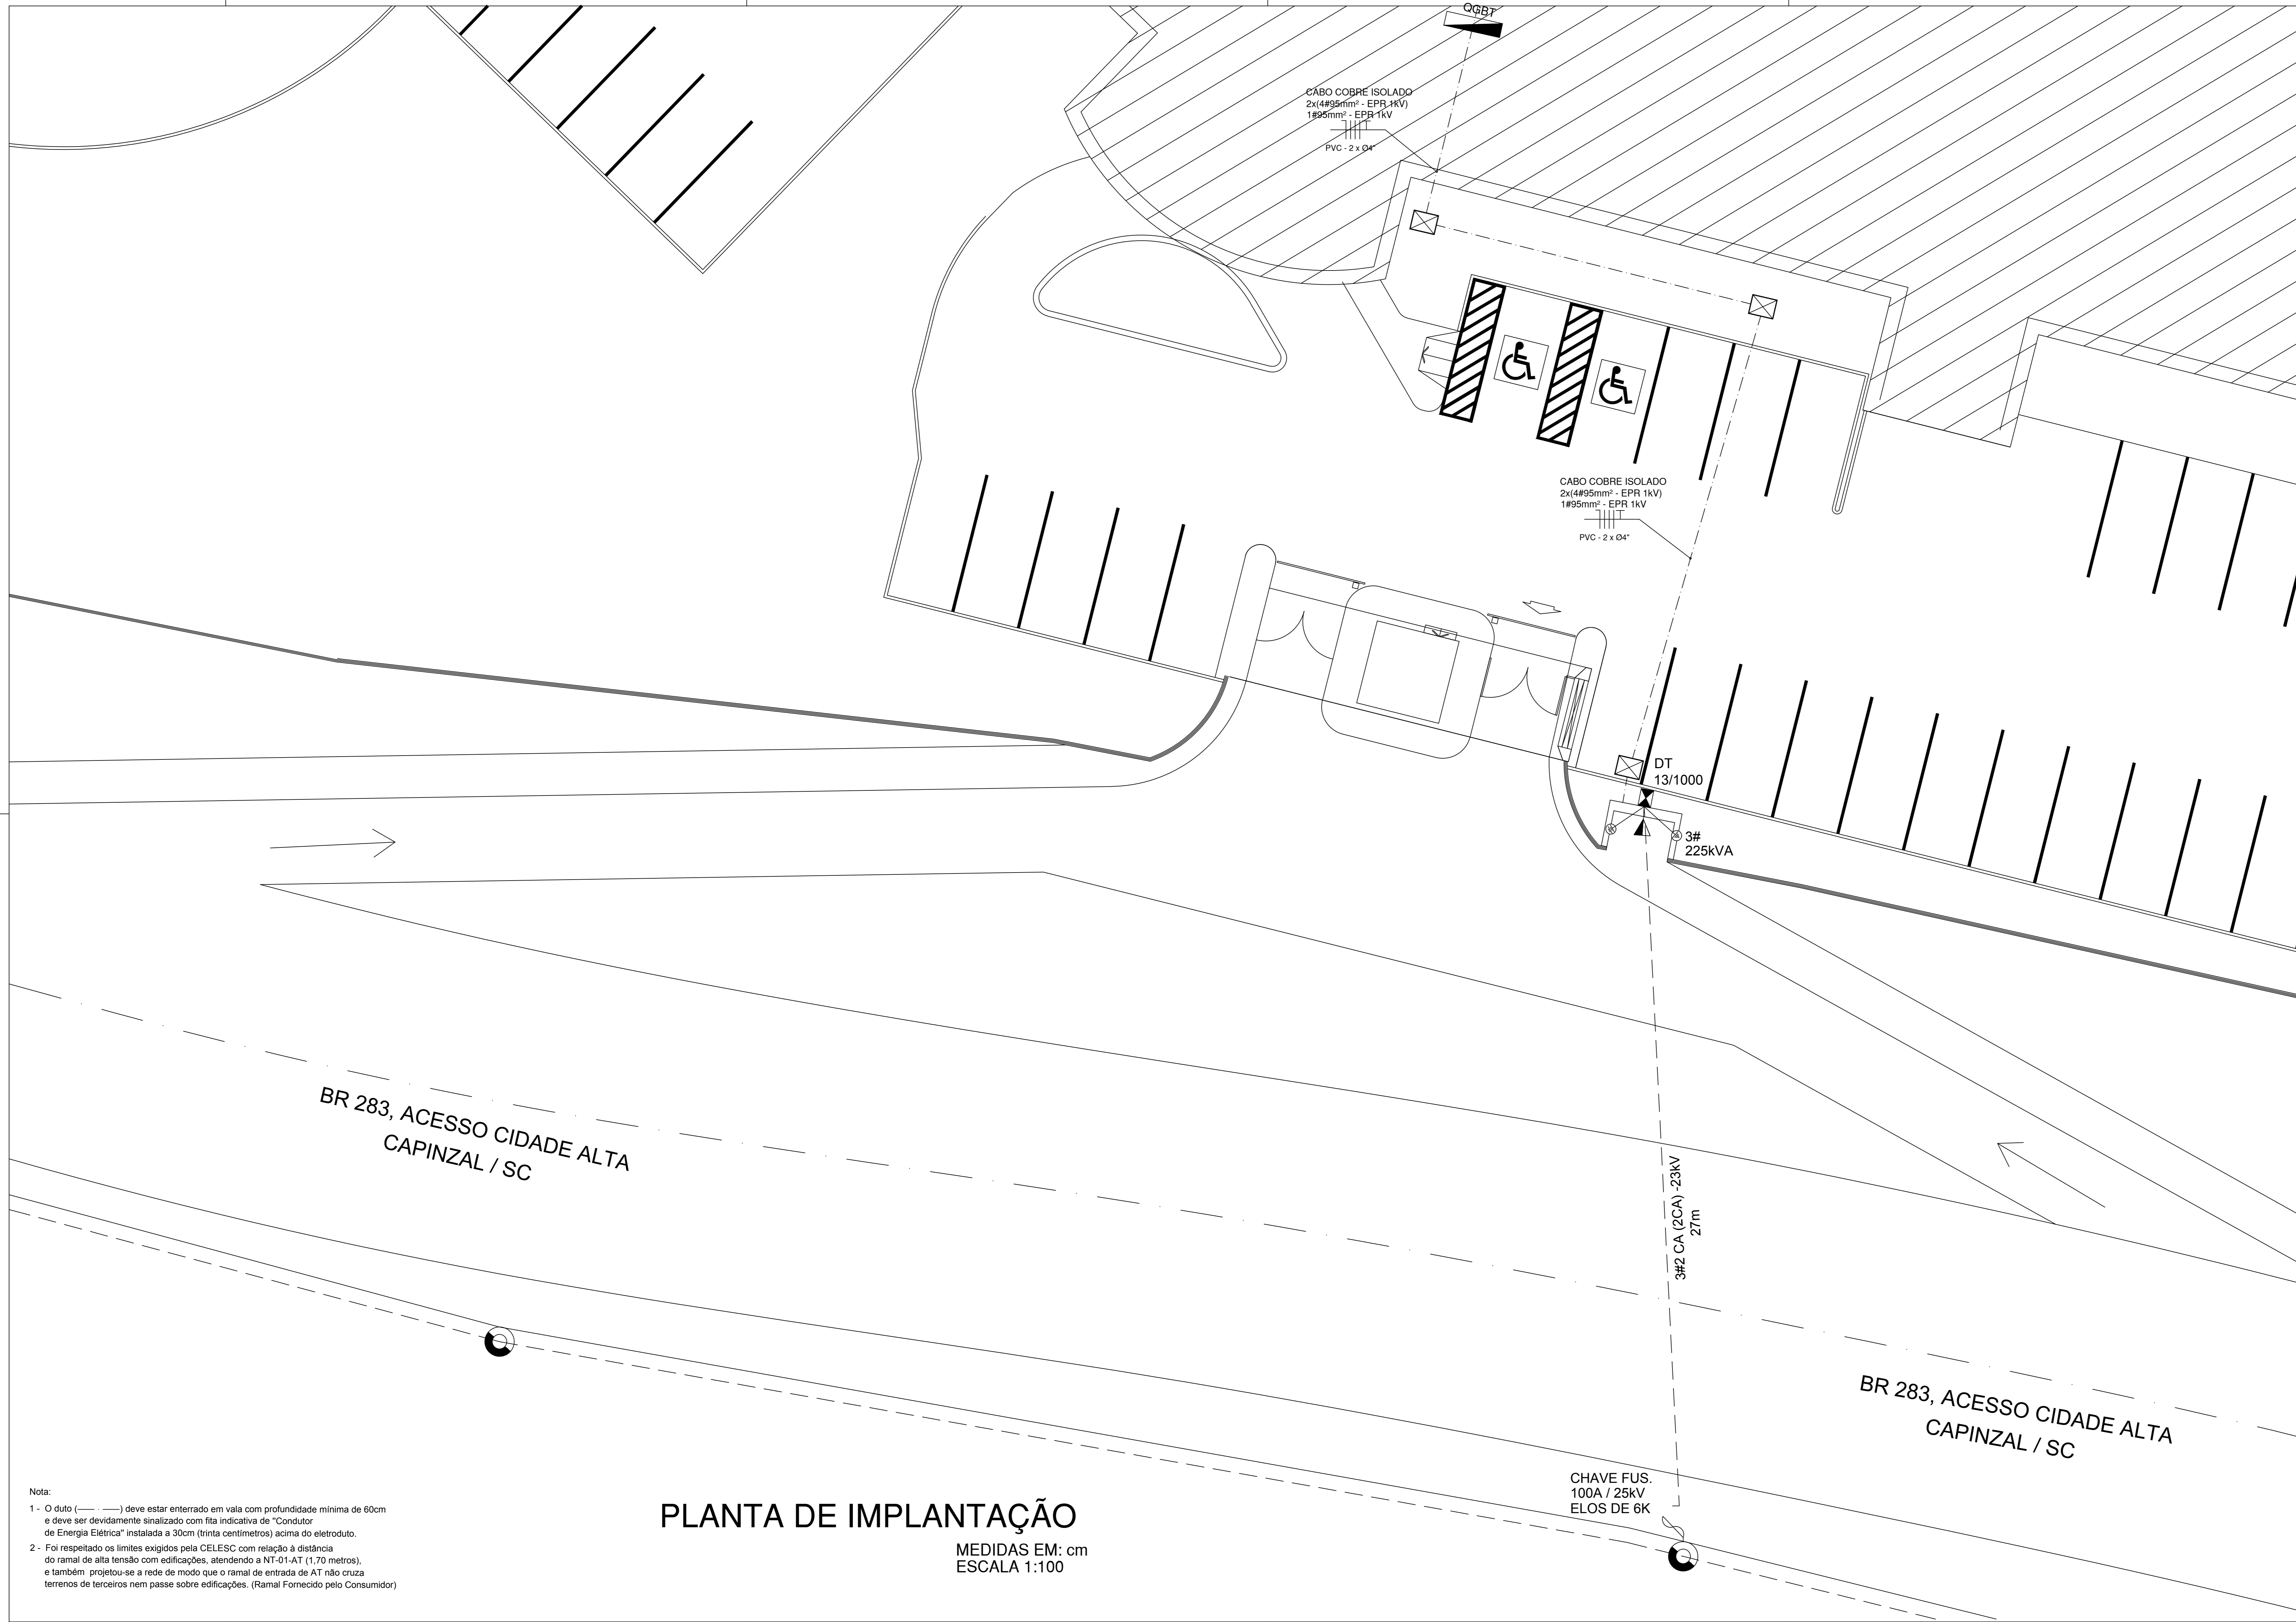 QGBT
CABO COBRE ISOLADO
2x(4#95mm² - EPR 1kV)
1#95mm² - EPR 1kV
PVC - 2 x Ø4"
CABO COBRE ISOLADO
2x(4#95mm² - EPR 1kV)
1#95mm² - EPR 1kV
PVC - 2 x Ø4"
DT
13/1000
3#
225kVA
3#2 CA (2CA) -23kV
27m
BR 283, ACESSO CIDADE ALTA
CAPINZAL / SC
BR 283, ACESSO CIDADE ALTA
CAPINZAL / SC
CHAVE FUS.
100A / 25kV
ELOS DE 6K
Nota:
1 - O duto (—— · ——) deve estar enterrado em vala com profundidade mínima de 60cm
e deve ser devidamente sinalizado com fita indicativa de "Condutor
de Energia Elétrica" instalada a 30cm (trinta centímetros) acima do eletroduto.
2 - Foi respeitado os limites exigidos pela CELESC com relação à distância
do ramal de alta tensão com edificações, atendendo a NT-01-AT (1,70 metros),
e também projetou-se a rede de modo que o ramal de entrada de AT não cruza
terrenos de terceiros nem passe sobre edificações. (Ramal Fornecido pelo Consumidor)
PLANTA DE IMPLANTAÇÃO
MEDIDAS EM: cm
ESCALA 1:100